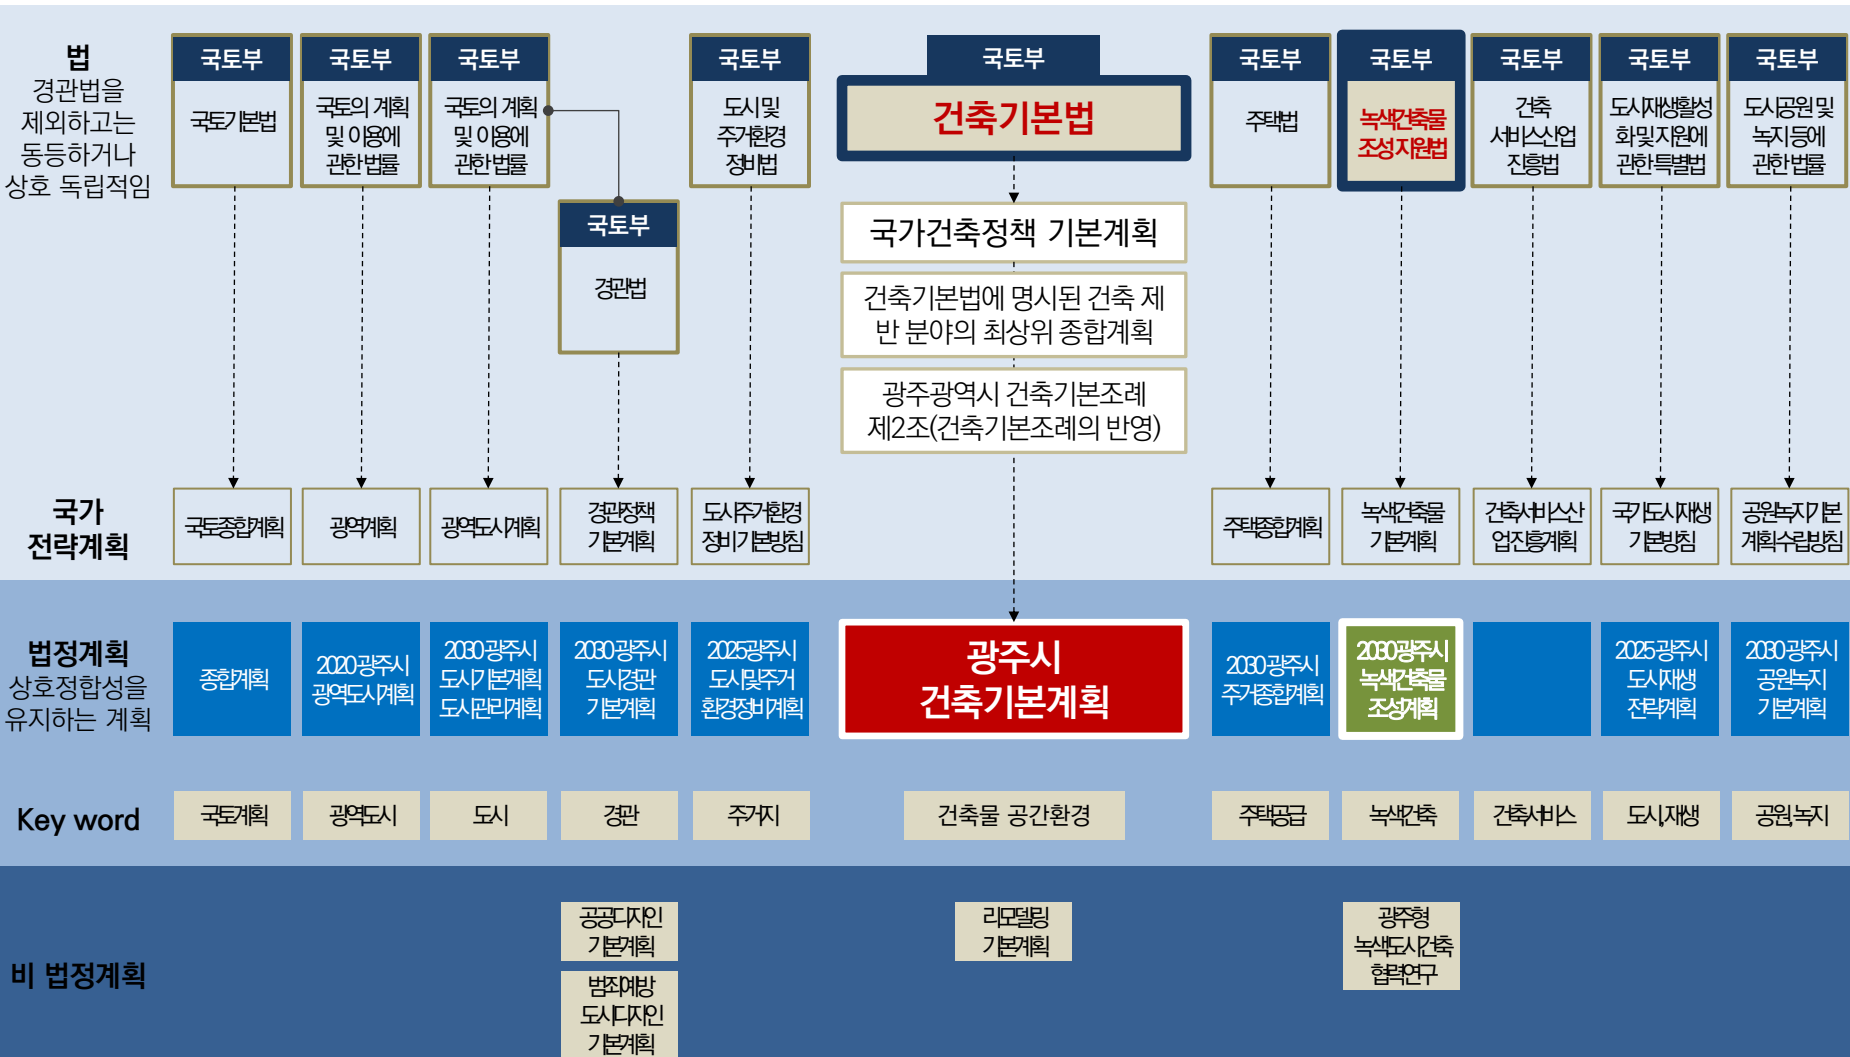 법
경관법을
제외하고는
동등하거나
상호 독립적임
국토부
국토기본법
국토부
국토의 계획
및 이용에
관한 법률
국토부
국토의 계획
및 이용에
관한 법률
국토부
경관법
국토부
도시 및
주거환경
정비법
국토부
건축기본법
국가건축정책 기본계획
건축기본법에 명시된 건축 제
반 분야의 최상위 종합계획
광주광역시 건축기본조례
제2조(건축기본조례의 반영)
국토부
주택법
국토부
녹색건축물
조성 지원법
국토부
건축
서비스산업
진흥법
국토부
도시재생활성
화 및 지원에
관한 특별법
국토부
도시공원 및
녹지 등에
관한 법률
국가
전략계획
국토종합계획
광역계획
광역도시계획
경관정책
기본계획
도시주거환경
정비 기본방침
주택종합계획
녹색건축물
기본계획
건축서비스산
업 진흥계획
국가도시재생
기본방침
공원녹지기본
계획수립방침
법정계획
상호정합성을
유지하는 계획
종합계획
2020 광주시
광역도시계획
2030 광주시
도시기본계획
도시관리계획
2030 광주시
도시경관
기본계획
2025광주시
도시및주거
환경정비계획
광주시
건축기본계획
2030 광주시
주거종합계획
2030광주시
녹색건축물
조성계획
2025 광주시
도시재생
전략계획
2030 광주시
공원녹지
기본계획
Key word
국토계획
광역도시
도시
경관
주거지
건축물 공간환경
주택공급
녹색건축
건축서비스
도시,재생
공원,녹지
비 법정계획
공공디자인
기본계획
범죄예방
도시디자인
기본계획
리모델링
기본계획
광주형
녹색도시건축
협력연구